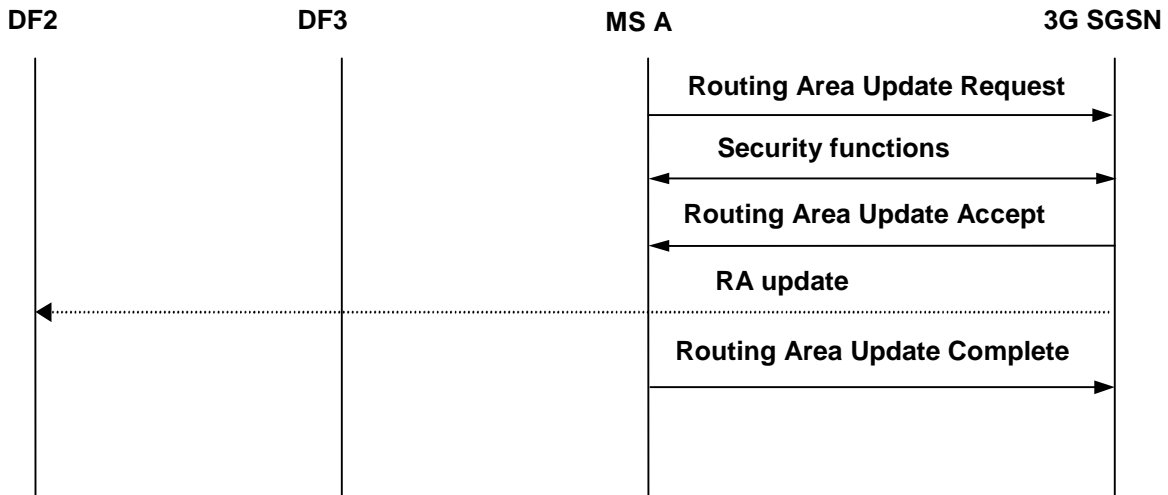 DF2 DF3 MS A 3G SGSN
Routing Area Update Request
Security functions
Routing Area Update Accept
RA update
Routing Area Update Complete